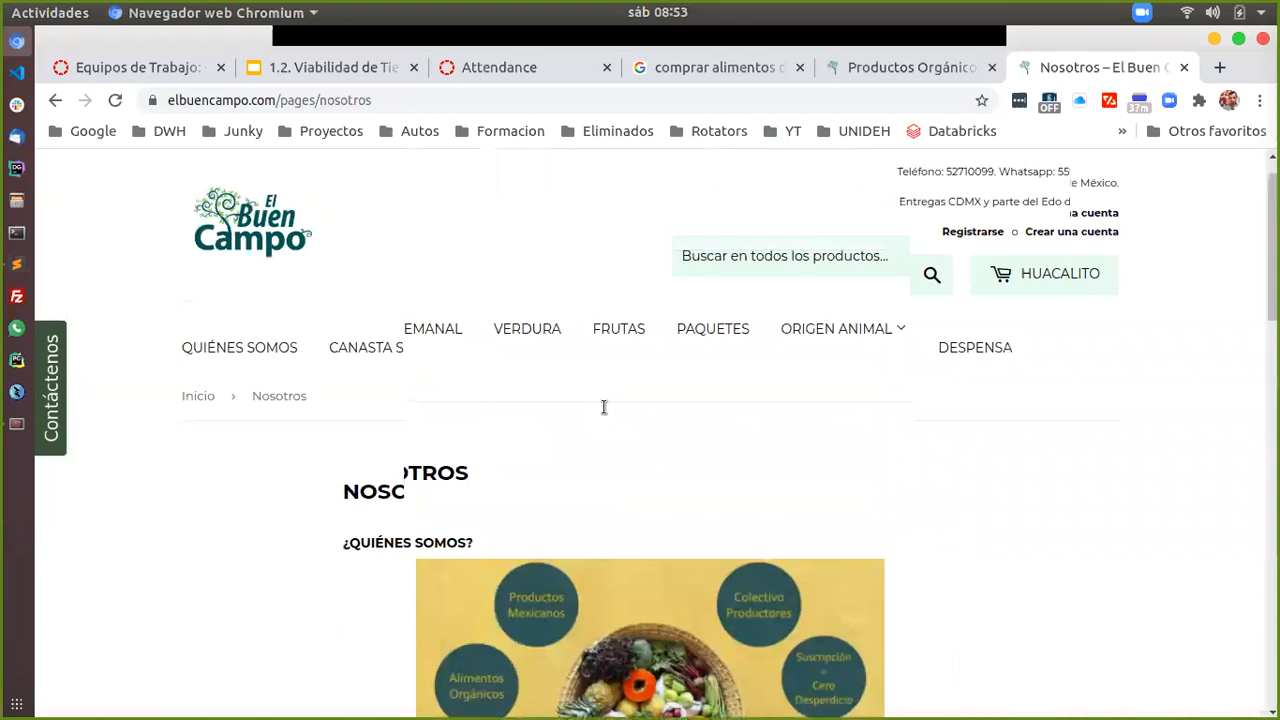 Actividades
Navegador web Chromium
sáb 08:53
Equipos de Trabajo:
1.2. Viabilidad de Tie
Attendance
comprar alimentos o
Productos Orgánico
Nosotros – El Buen C
elbuencampo.com/pages/nosotros
OFF
37m
Google
DWH
Junky
Proyectos
Autos
Formacion
Eliminados
Rotators
YT
UNIDEH
Databricks
»
Otros favoritos
El Buen Campo
Teléfono: 52710099. Whatsapp: 55
e México.
Entregas CDMX y parte del Edo d
a cuenta
Registrarse o Crear una cuenta
Buscar en todos los productos...
HUACALITO
EMANAL
VERDURA
FRUTAS
PAQUETES
ORIGEN ANIMAL
QUIÉNES SOMOS
CANASTA S
DESPENSA
Contáctenos
Inicio › Nosotros
OTROS
NOSO
¿QUIÉNES SOMOS?
Productos Mexicanos
Colectivo Productores
Alimentos Orgánicos
Suscripción
Cero Desperdicio